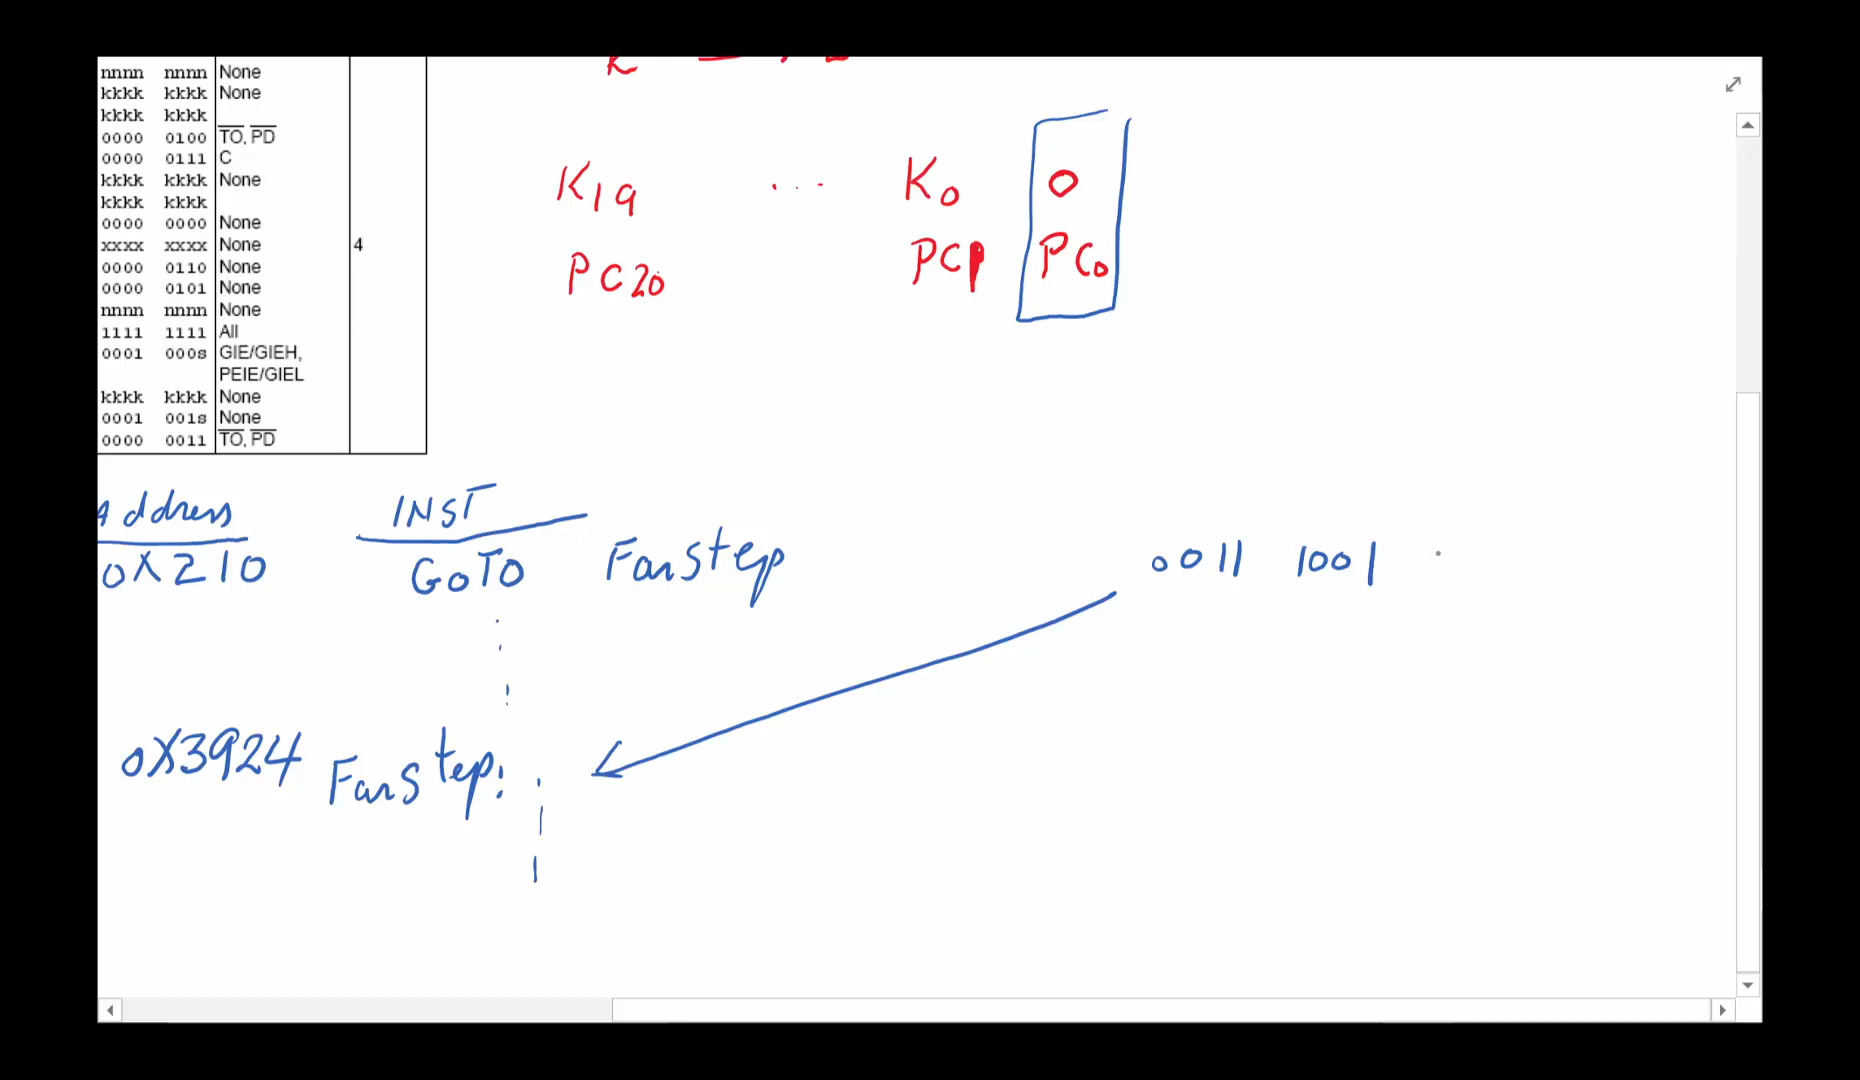 nnnn nnnn None
kkkk kkkk None
kkkk kkkk
0000 0100 TO, PD
0000 0111 C
kkkk kkkk None
kkkk kkkk
0000 0000 None
xxxx xxxx None 4
0000 0110 None
0000 0101 None
nnnn nnnn None
1111 1111 All
0001 000s GIE/GIEH,
PEIE/GIEL
kkkk kkkk None
0001 001s None
0000 0011 TO, PD
K19 ... K0 0
PC20 PC1 PC0
Address INST
0X210 GOTO FarStep 0011 1001
0X3924 FarStep: